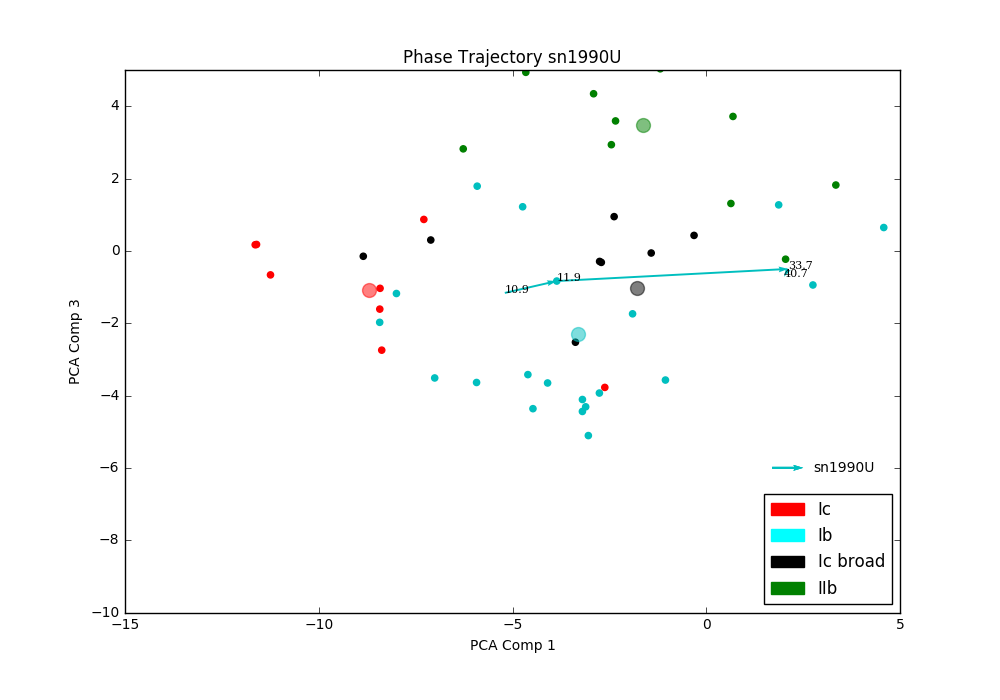 Phase Trajectory sn1990U
4
2
0
−2
−4
−6
−8
−10
PCA Comp 3
10.9
11.9
33.7
40.7
sn1990U
Ic
Ib
Ic broad
IIb
−15
−10
−5
0
5
PCA Comp 1